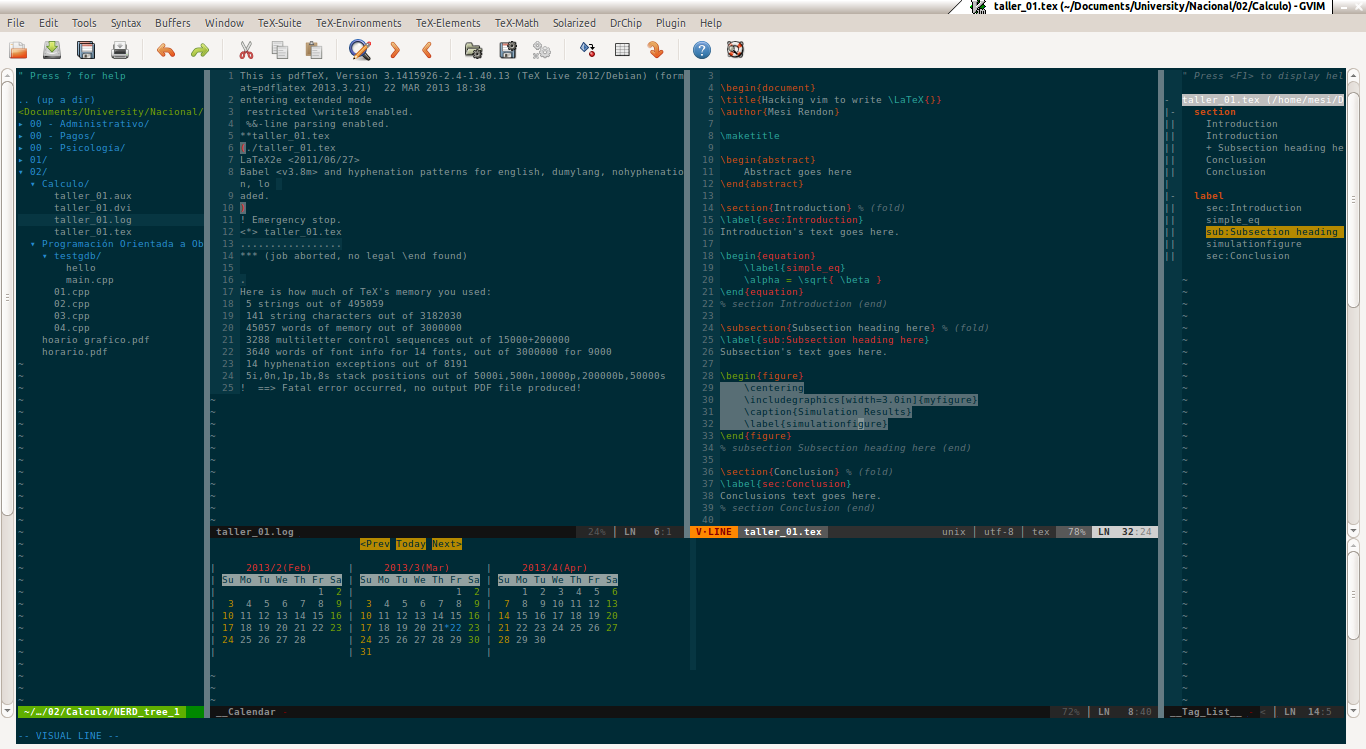 taller_01.tex (~/Documents/University/Nacional/02/Calculo) - GVIM
File Edit Tools Syntax Buffers Window TeX-Suite TeX-Environments TeX-Elements TeX-Math Solarized DrChip Plugin Help
" Press ? for help
.. (up a dir)
<Documents/University/Nacional/
▸ 00 - Administrativo/
▸ 00 - Pagos/
▸ 00 - Psicología/
▸ 01/
▾ 02/
▾ Calculo/
taller_01.aux
taller_01.dvi
taller_01.log
taller_01.tex
▾ Programación Orientada a Ob
▾ testgdb/
hello
main.cpp
01.cpp
02.cpp
03.cpp
04.cpp
hoario grafico.pdf
horario.pdf
~/…/02/Calculo/NERD_tree_1
1 This is pdfTeX, Version 3.1415926-2.4-1.40.13 (TeX Live 2012/Debian) (form
at=pdflatex 2013.3.21)  22 MAR 2013 18:38
2 entering extended mode
3  restricted \write18 enabled.
4  %&-line parsing enabled.
5 **taller_01.tex
6 (./taller_01.tex
7 LaTeX2e <2011/06/27>
8 Babel <v3.8m> and hyphenation patterns for english, dumylang, nohyphenatio
n, lo
9 aded.
10 )
11 ! Emergency stop.
12 <*> taller_01.tex
13 .................
14 *** (job aborted, no legal \end found)
15
16 .
17 Here is how much of TeX's memory you used:
18  5 strings out of 495059
19  141 string characters out of 3182030
20  45057 words of memory out of 3000000
21  3288 multiletter control sequences out of 15000+200000
22  3640 words of font info for 14 fonts, out of 3000000 for 9000
23  14 hyphenation exceptions out of 8191
24  5i,0n,1p,1b,8s stack positions out of 5000i,500n,10000p,200000b,50000s
25 !  ==> Fatal error occurred, no output PDF file produced!
taller_01.log 24% | LN 6:1
3
4 \begin{document}
5 \title{Hacking vim to write \LaTeX{}}
6 \author{Mesi Rendon}
7
8 \maketitle
9
10 \begin{abstract}
11     Abstract goes here
12 \end{abstract}
13
14 \section{Introduction} % (fold)
15 \label{sec:Introduction}
16 Introduction's text goes here.
17
18 \begin{equation}
19     \label{simple_eq}
20     \alpha = \sqrt{ \beta }
21 \end{equation}
22 % section Introduction (end)
23
24 \subsection{Subsection heading here} % (fold)
25 \label{sub:Subsection heading here}
26 Subsection's text goes here.
27
28 \begin{figure}
29     \centering
30     \includegraphics[width=3.0in]{myfigure}
31     \caption{Simulation Results}
32     \label{simulationfigure}
33 \end{figure}
34 % subsection Subsection heading here (end)
35
36 \section{Conclusion} % (fold)
37 \label{sec:Conclusion}
38 Conclusions text goes here.
39 % section Conclusion (end)
40
V·LINE taller_01.tex unix | utf-8 | tex 78% LN 32:24
" Press <F1> to display hel
taller_01.tex (/home/mesi/D
section
Introduction
Introduction
+ Subsection heading he
Conclusion
Conclusion
label
sec:Introduction
simple_eq
sub:Subsection heading
simulationfigure
sec:Conclusion
<Prev Today Next>
2013/2(Feb) | 2013/3(Mar) | 2013/4(Apr)
Su Mo Tu We Th Fr Sa | Su Mo Tu We Th Fr Sa | Su Mo Tu We Th Fr Sa
1 2 | 1 2 | 1 2 3 4 5 6
3 4 5 6 7 8 9 | 3 4 5 6 7 8 9 | 7 8 9 10 11 12 13
10 11 12 13 14 15 16 | 10 11 12 13 14 15 16 | 14 15 16 17 18 19 20
17 18 19 20 21 22 23 | 17 18 19 20 21*22 23 | 21 22 23 24 25 26 27
24 25 26 27 28 | 24 25 26 27 28 29 30 | 28 29 30
| 31 |
__Calendar - 72% | LN 8:40
__Tag_List__ - < | LN 14:5
-- VISUAL LINE --